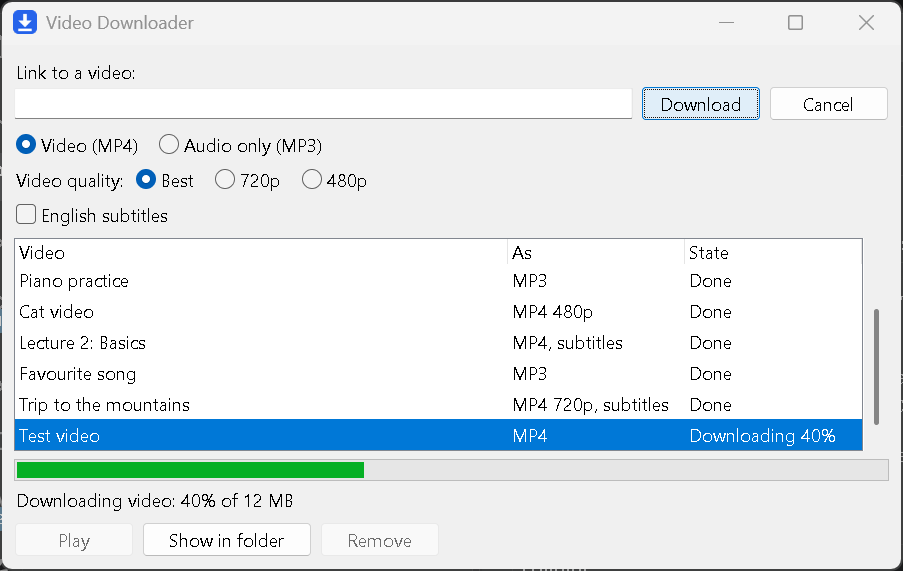 Video Downloader
Link to a video:
Download Cancel
Video (MP4) Audio only (MP3)
Video quality: Best 720p 480p
English subtitles
Video As State
Piano practice MP3 Done
Cat video MP4 480p Done
Lecture 2: Basics MP4, subtitles Done
Favourite song MP3 Done
Trip to the mountains MP4 720p, subtitles Done
Test video MP4 Downloading 40%
Downloading video: 40% of 12 MB
Play Show in folder Remove